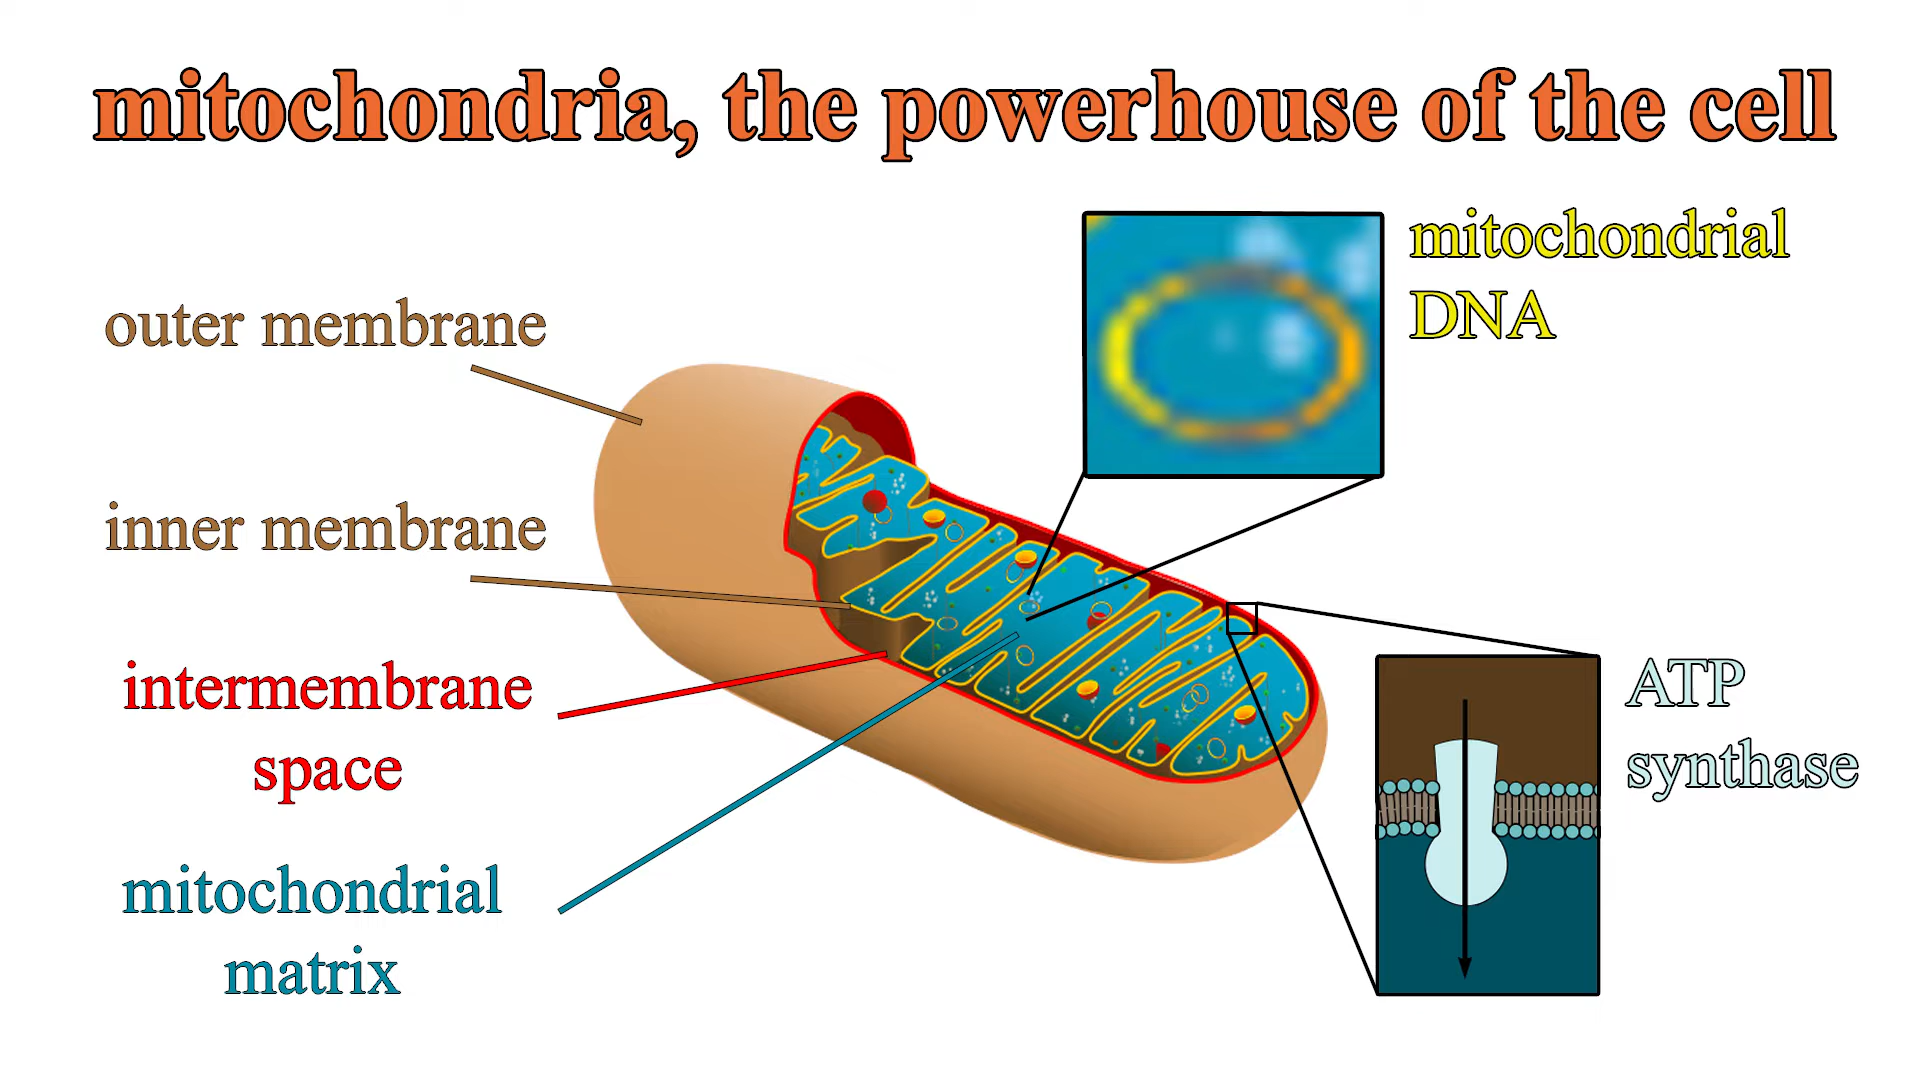 mitochondria, the powerhouse of the cell
mitochondrial
DNA
outer membrane
inner membrane
intermembrane
space
ATP
synthase
mitochondrial
matrix